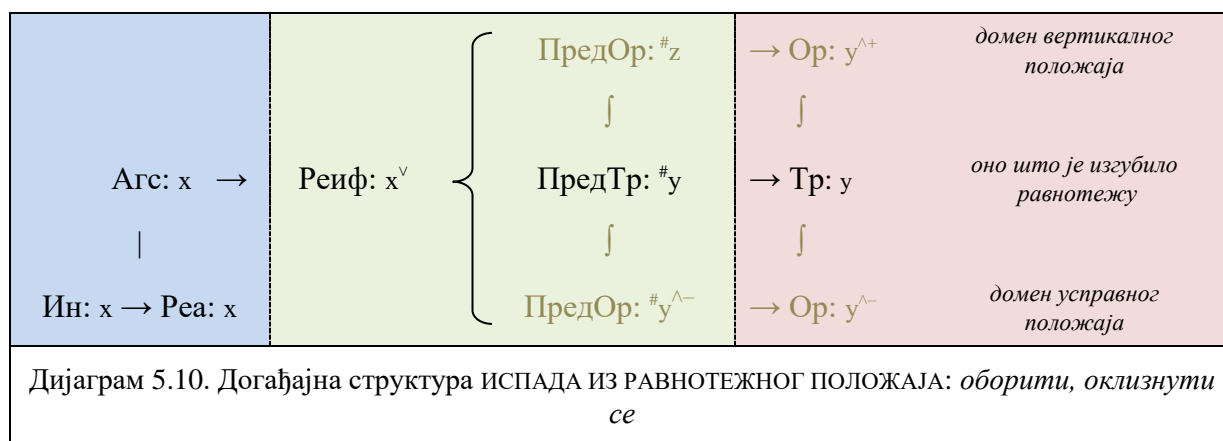 ПредОр: #z → Ор: y^+ домен вертикалног
положаја
∫ ∫
Агс: x → Реиф: x˅ { ПредТр: #y → Тр: y оно што је изгубило
равнотежу
| ∫ ∫
Ин: x → Реа: x ПредОр: #y^– → Ор: y^– домен усправног
положаја
Дијаграм 5.10. Догађајна структура ИСПАДА ИЗ РАВНОТЕЖНОГ ПОЛОЖАЈА: оборити, оклизнути
се